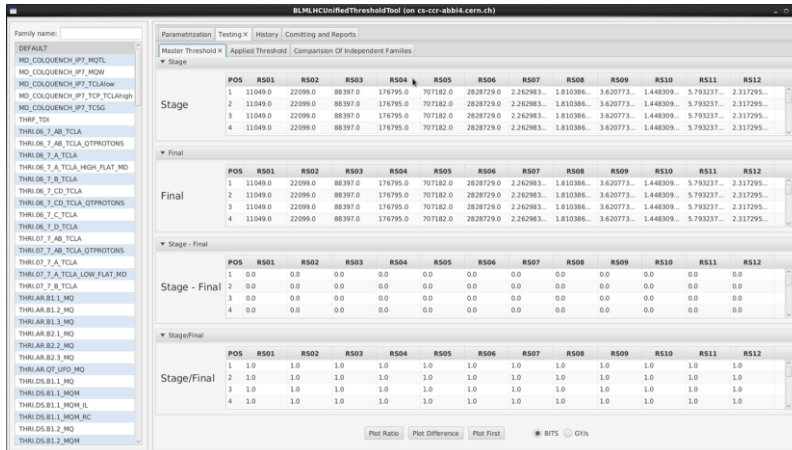 BLMLHCUnifiedThresholdTool (on cs-ccr-abbi4.cern.ch)
Family name:
DEFAULT
MD_COLQUENCH_IP7_MQTL
MD_COLQUENCH_IP7_MQW
MD_COLQUENCH_IP7_TCLAlow
MD_COLQUENCH_IP7_TCP_TCLAhigh
MD_COLQUENCH_IP7_TCSG
THRF_TDI
THRI.06_7_AB_TCLA
THRI.06_7_AB_TCLA_QTPROTONS
THRI.06_7_A_TCLA
THRI.06_7_A_TCLA_HIGH_FLAT_MD
THRI.06_7_B_TCLA
THRI.06_7_CD_TCLA
THRI.06_7_CD_TCLA_QTPROTONS
THRI.06_7_C_TCLA
THRI.06_7_D_TCLA
THRI.07_7_AB_TCLA
THRI.07_7_AB_TCLA_QTPROTONS
THRI.07_7_A_TCLA
THRI.07_7_A_TCLA_LOW_FLAT_MD
THRI.07_7_B_TCLA
THRI.AR.B1.1_MQ
THRI.AR.B1.2_MQ
THRI.AR.B1.3_MQ
THRI.AR.B2.1_MQ
THRI.AR.B2.2_MQ
THRI.AR.B2.3_MQ
THRI.AR.QT_UFO_MQ
THRI.DS.B1.1_MQ
THRI.DS.B1.1_MQM
THRI.DS.B1.1_MQM_IL
THRI.DS.B1.1_MQM_RC
THRI.DS.B1.2_MQ
THRI.DS.B1.2_MQM
THRI.DS.B2.1_MQ
THRI.DS.B2.2_MQM
Parametrization Testing History Comitting and Reports
Master Threshold Applied Threshold Comparision Of Independent Families
Stage
POS RS01 RS02 RS03 RS04 RS05 RS06 RS07 RS08 RS09 RS10 RS11 RS12
Stage
1 11049.0 22099.0 88397.0 176795.0 707182.0 2828729.0 2.262983... 1.810386... 3.620773... 1.448309... 5.793237... 2.317295...
2 11049.0 22099.0 88397.0 176795.0 707182.0 2828729.0 2.262983... 1.810386... 3.620773... 1.448309... 5.793237... 2.317295...
3 11049.0 22099.0 88397.0 176795.0 707182.0 2828729.0 2.262983... 1.810386... 3.620773... 1.448309... 5.793237... 2.317295...
4 11049.0 22099.0 88397.0 176795.0 707182.0 2828729.0 2.262983... 1.810386... 3.620773... 1.448309... 5.793237... 2.317295...
Final
POS RS01 RS02 RS03 RS04 RS05 RS06 RS07 RS08 RS09 RS10 RS11 RS12
Final
1 11049.0 22099.0 88397.0 176795.0 707182.0 2828729.0 2.262983... 1.810386... 3.620773... 1.448309... 5.793237... 2.317295...
2 11049.0 22099.0 88397.0 176795.0 707182.0 2828729.0 2.262983... 1.810386... 3.620773... 1.448309... 5.793237... 2.317295...
3 11049.0 22099.0 88397.0 176795.0 707182.0 2828729.0 2.262983... 1.810386... 3.620773... 1.448309... 5.793237... 2.317295...
4 11049.0 22099.0 88397.0 176795.0 707182.0 2828729.0 2.262983... 1.810386... 3.620773... 1.448309... 5.793237... 2.317295...
Stage - Final
POS RS01 RS02 RS03 RS04 RS05 RS06 RS07 RS08 RS09 RS10 RS11 RS12
Stage - Final
1 0.0 0.0 0.0 0.0 0.0 0.0 0.0 0.0 0.0 0.0 0.0 0.0
2 0.0 0.0 0.0 0.0 0.0 0.0 0.0 0.0 0.0 0.0 0.0 0.0
3 0.0 0.0 0.0 0.0 0.0 0.0 0.0 0.0 0.0 0.0 0.0 0.0
4 0.0 0.0 0.0 0.0 0.0 0.0 0.0 0.0 0.0 0.0 0.0 0.0
Stage/Final
POS RS01 RS02 RS03 RS04 RS05 RS06 RS07 RS08 RS09 RS10 RS11 RS12
Stage/Final
1 1.0 1.0 1.0 1.0 1.0 1.0 1.0 1.0 1.0 1.0 1.0 1.0
2 1.0 1.0 1.0 1.0 1.0 1.0 1.0 1.0 1.0 1.0 1.0 1.0
3 1.0 1.0 1.0 1.0 1.0 1.0 1.0 1.0 1.0 1.0 1.0 1.0
4 1.0 1.0 1.0 1.0 1.0 1.0 1.0 1.0 1.0 1.0 1.0 1.0
Plot Ratio Plot Difference Plot First BITS GY/s